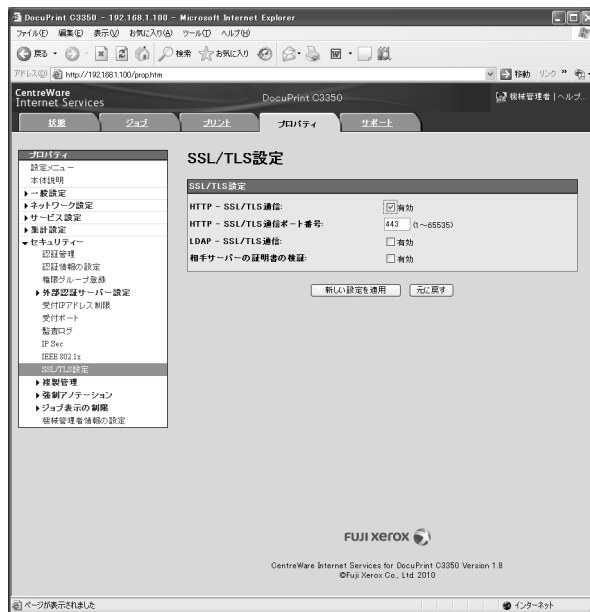 DocuPrint C3350 - 192.168.1.100 - Microsoft Internet Explorer
ファイル(F) 編集(E) 表示(V) お気に入り(A) ツール(T) ヘルプ(H)
戻る 検索 お気に入り
アドレス(D) http://192.168.1.100/prop.htm 移動 リンク »
CentreWare
Internet Services
DocuPrint C3350
機械管理者 | ヘルプ...
状態 ジョブ プリント プロパティ サポート
プロパティ
設定メニュー
本体説明
一般設定
ネットワーク設定
サービス設定
集計設定
セキュリティー
認証管理
認証情報の設定
権限グループ登録
外部認証サーバー設定
受付IPアドレス制限
受付ポート
監査ログ
IP Sec
IEEE 802.1x
SSL/TLS設定
複製管理
強制アノテーション
ジョブ表示の制限
機械管理者情報の設定
SSL/TLS設定
SSL/TLS設定
HTTP - SSL/TLS通信: 有効
HTTP - SSL/TLS通信ポート番号: 443 (1～65535)
LDAP - SSL/TLS通信: 有効
相手サーバーの証明書の検証: 有効
新しい設定を適用 元に戻す
FUJI XEROX
CentreWare Internet Services for DocuPrint C3350 Version 1.8
©Fuji Xerox Co., Ltd. 2010
ページが表示されました
インターネット